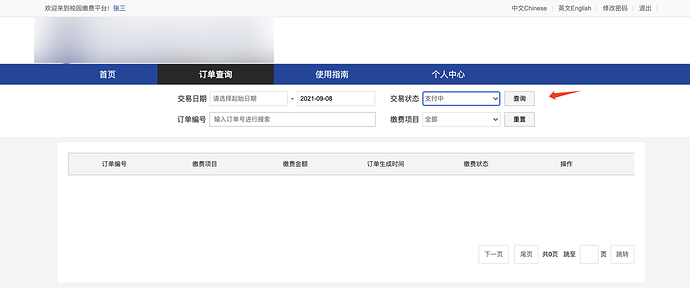 欢迎来到校园缴费平台！张三 中文Chinese 英文English 修改密码 退出
首页 订单查询 使用指南 个人中心
交易日期 请选择起始日期 - 2021-09-08 交易状态 支付中 查询
订单编号 输入订单号进行搜索 缴费项目 全部 重置
订单编号 缴费项目 缴费金额 订单生成时间 缴费状态 操作
下一页 尾页 共0页 跳至 页 跳转